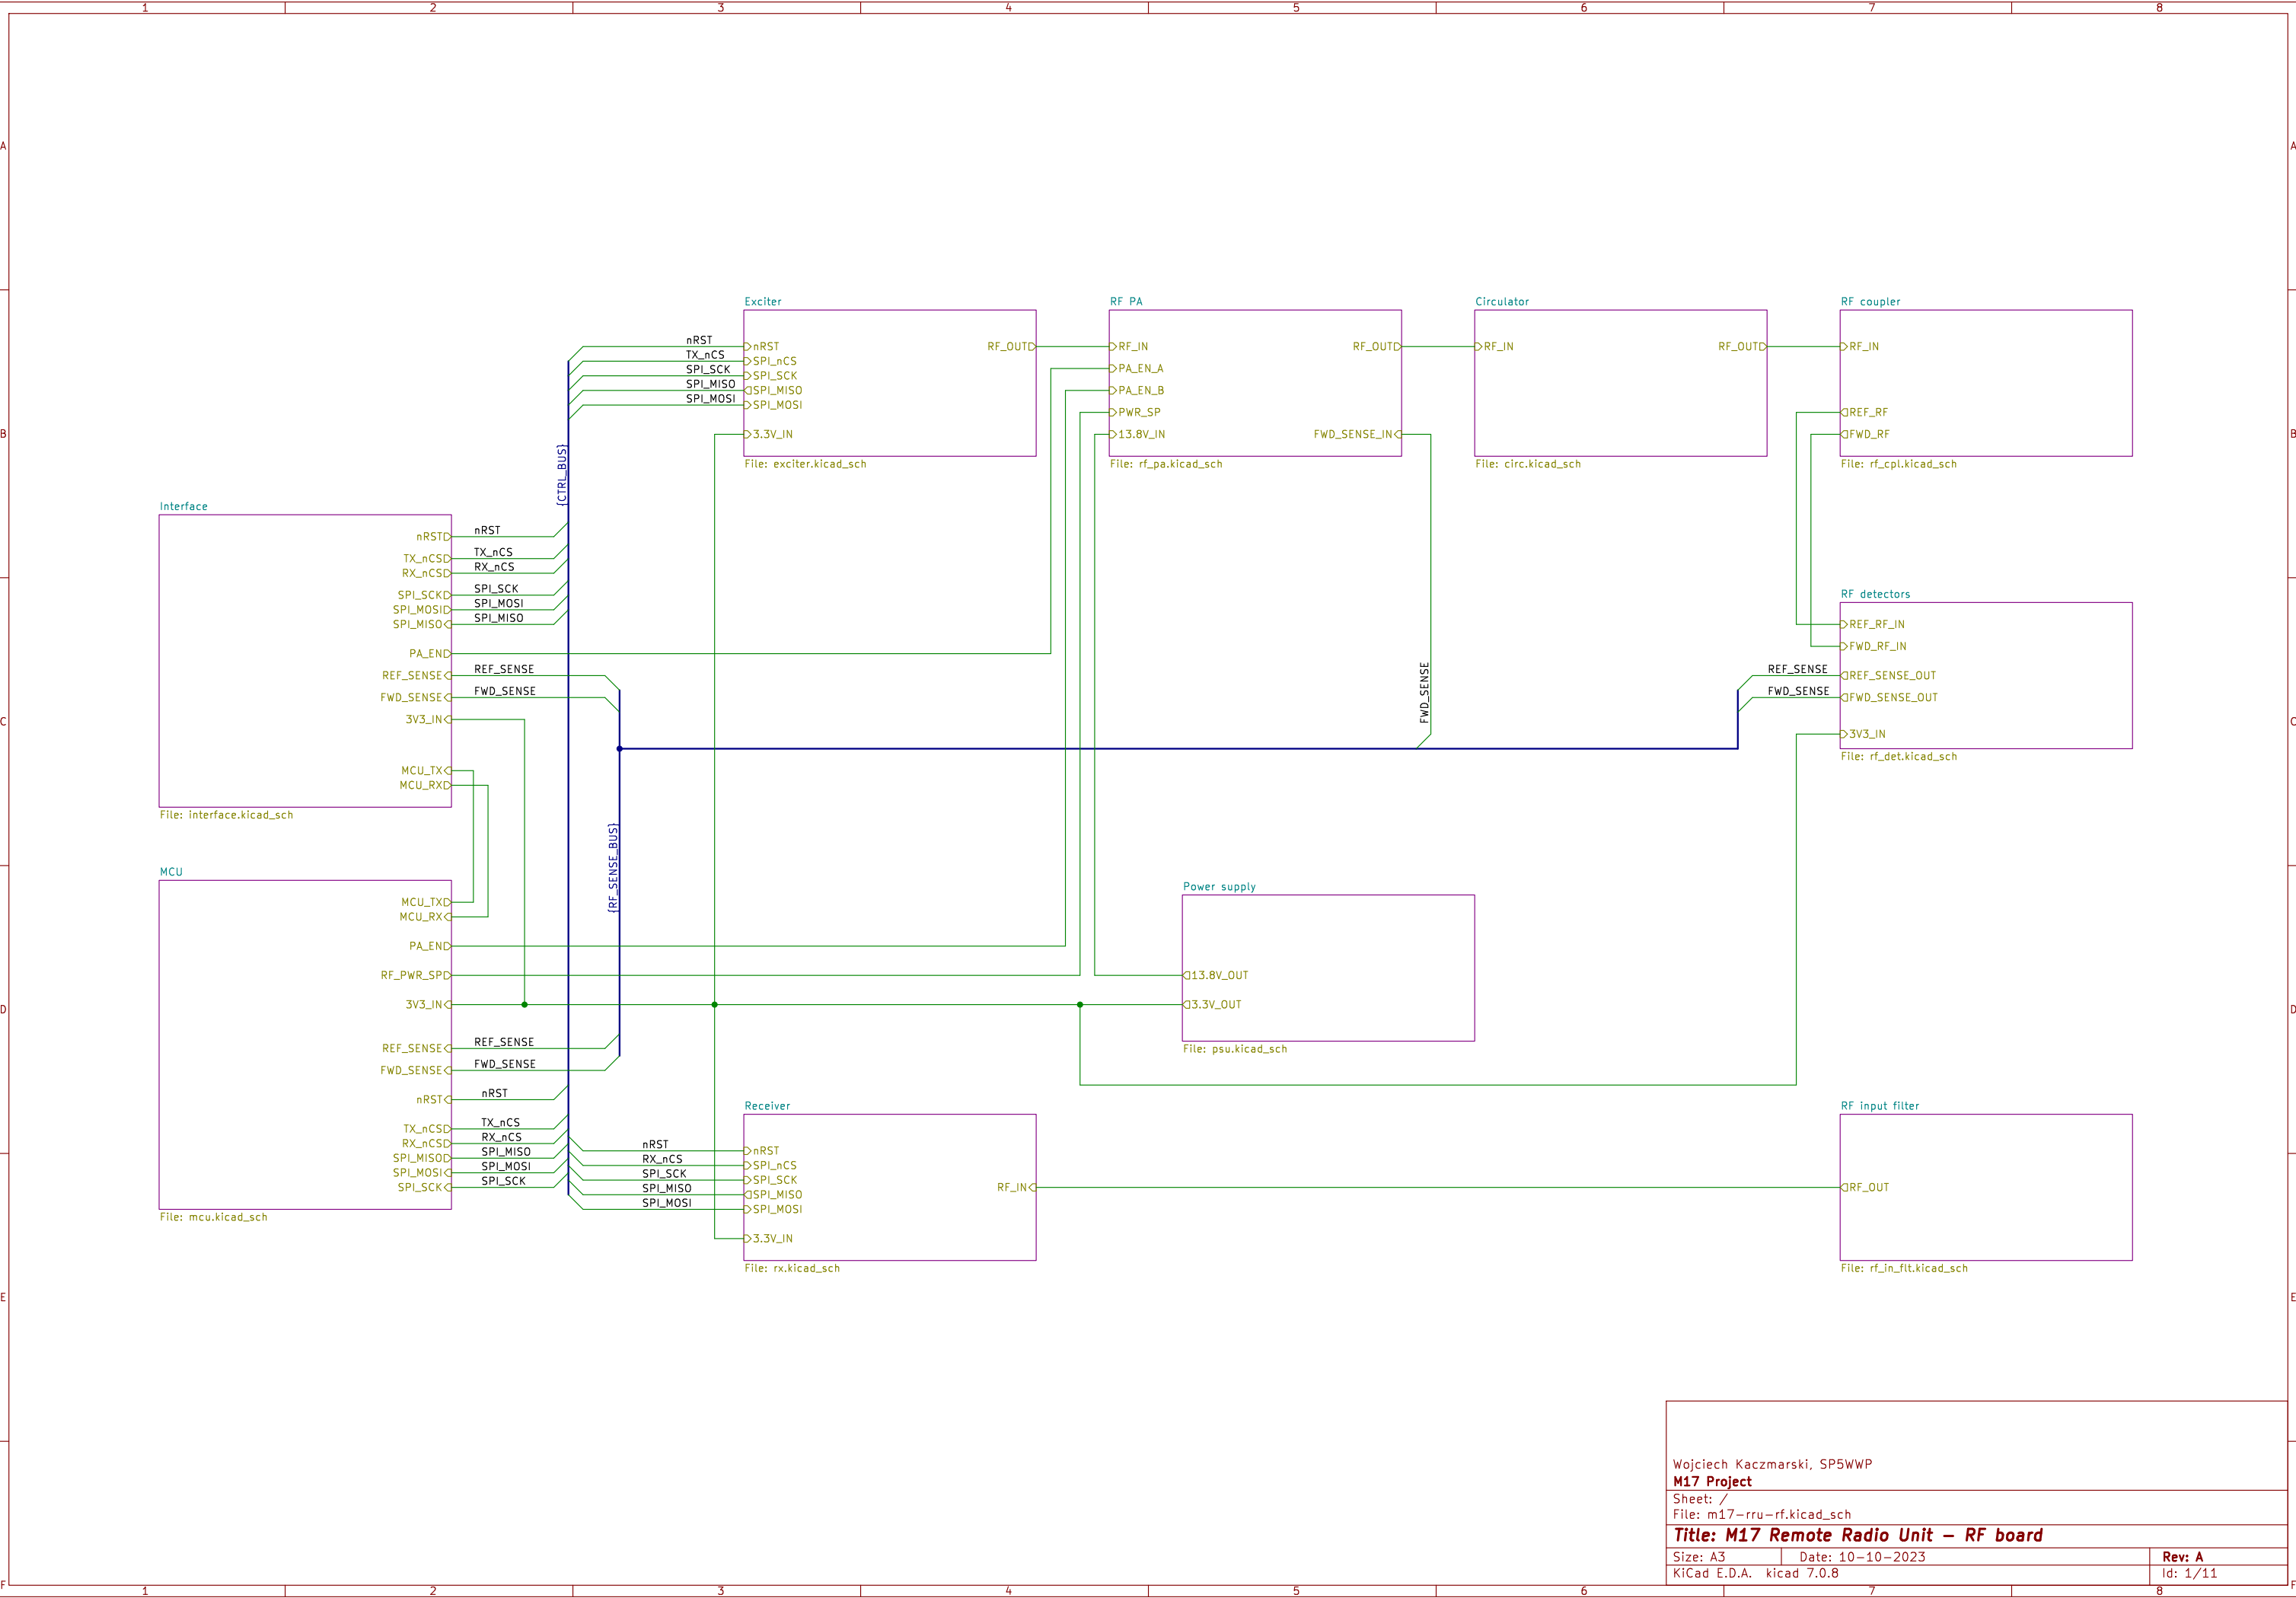 1 2 3 4 5 6 7 8
A A
B B
C C
D D
E E
F F
Exciter
nRST
TX_nCS
SPI_SCK
SPI_MISO
SPI_MOSI
nRST
SPI_nCS
SPI_SCK
SPI_MISO
SPI_MOSI
3.3V_IN
RF_OUT
File: exciter.kicad_sch
RF PA
RF_IN
PA_EN_A
PA_EN_B
PWR_SP
13.8V_IN
RF_OUT
FWD_SENSE_IN
File: rf_pa.kicad_sch
Circulator
RF_IN
RF_OUT
File: circ.kicad_sch
RF coupler
RF_IN
REF_RF
FWD_RF
File: rf_cpl.kicad_sch
{CTRL_BUS}
Interface
nRST
TX_nCS
RX_nCS
SPI_SCK
SPI_MOSI
SPI_MISO
PA_EN
REF_SENSE
FWD_SENSE
3V3_IN
MCU_TX
MCU_RX
nRST
TX_nCS
RX_nCS
SPI_SCK
SPI_MOSI
SPI_MISO
REF_SENSE
FWD_SENSE
File: interface.kicad_sch
FWD_SENSE
RF detectors
REF_RF_IN
FWD_RF_IN
REF_SENSE_OUT
FWD_SENSE_OUT
3V3_IN
REF_SENSE
FWD_SENSE
File: rf_det.kicad_sch
{RF_SENSE_BUS}
MCU
MCU_TX
MCU_RX
PA_EN
RF_PWR_SP
3V3_IN
REF_SENSE
FWD_SENSE
nRST
TX_nCS
RX_nCS
SPI_MISO
SPI_MOSI
SPI_SCK
REF_SENSE
FWD_SENSE
nRST
TX_nCS
RX_nCS
SPI_MISO
SPI_MOSI
SPI_SCK
File: mcu.kicad_sch
Power supply
13.8V_OUT
3.3V_OUT
File: psu.kicad_sch
Receiver
nRST
RX_nCS
SPI_SCK
SPI_MISO
SPI_MOSI
nRST
SPI_nCS
SPI_SCK
SPI_MISO
SPI_MOSI
3.3V_IN
RF_IN
File: rx.kicad_sch
RF input filter
RF_OUT
File: rf_in_flt.kicad_sch
Wojciech Kaczmarski, SP5WWP
M17 Project
Sheet: /
File: m17-rru-rf.kicad_sch
Title: M17 Remote Radio Unit - RF board
Size: A3 Date: 10-10-2023 Rev: A
KiCad E.D.A. kicad 7.0.8 Id: 1/11
1 2 3 4 5 6 7 8